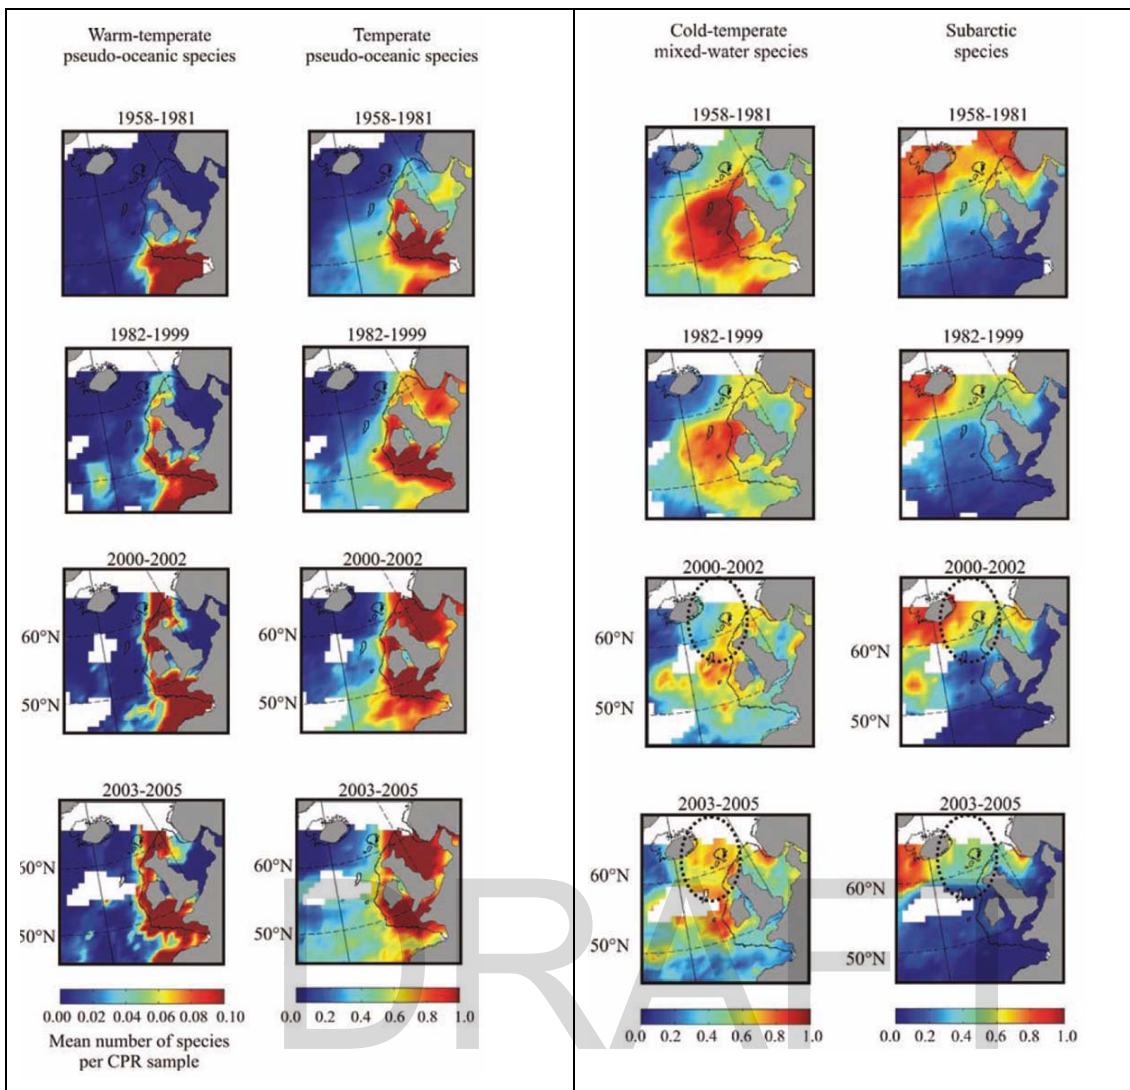 Warm-temperate
pseudo-oceanic species
Temperate
pseudo-oceanic species
1958-1981
1958-1981
1982-1999
1982-1999
2000-2002
2000-2002
60°N
60°N
50°N
50°N
2003-2005
2003-2005
60°N
60°N
50°N
50°N
0.00 0.02 0.04 0.06 0.08 0.10
0.0 0.2 0.4 0.6 0.8 1.0
Mean number of species
per CPR sample
Cold-temperate
mixed-water species
Subarctic
species
1958-1981
1958-1981
1982-1999
1982-1999
2000-2002
2000-2002
60°N
60°N
50°N
50°N
2003-2005
2003-2005
60°N
60°N
50°N
50°N
0.0 0.2 0.4 0.6 0.8 1.0
0.0 0.2 0.4 0.6 0.8 1.0
DRAFT